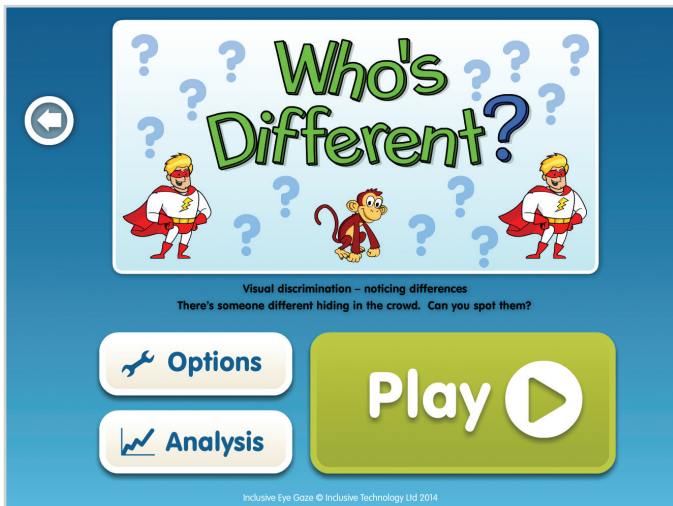 Who's
Different?
Visual discrimination – noticing differences
There's someone different hiding in the crowd.  Can you spot them?
Options
Play
Analysis
Inclusive Eye Gaze © Inclusive Technology Ltd 2014